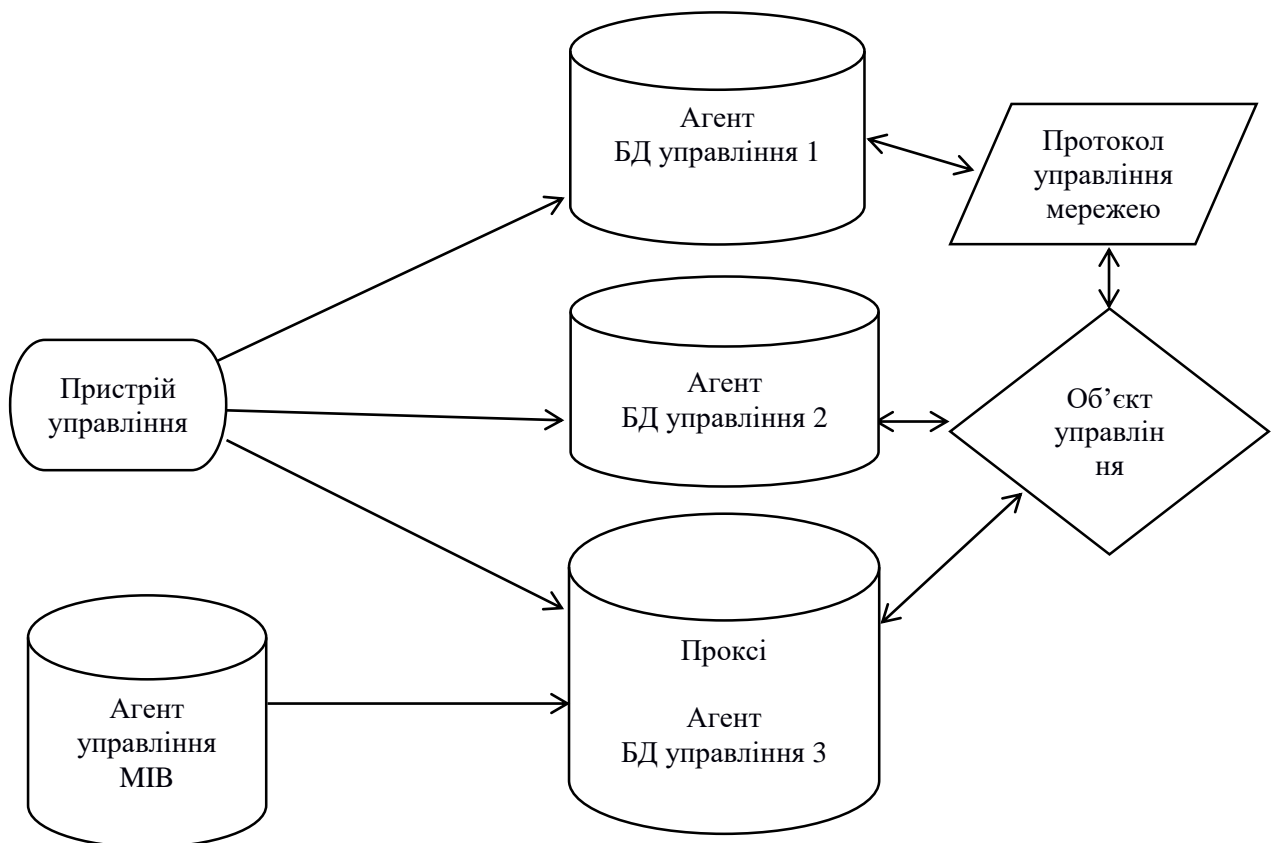 Агент
БД управління 1
Протокол
управління
мережею
Пристрій
управління
Агент
БД управління 2
Об’єкт
управлін
ня
Проксі
Агент
БД управління 3
Агент
управління
МІВ